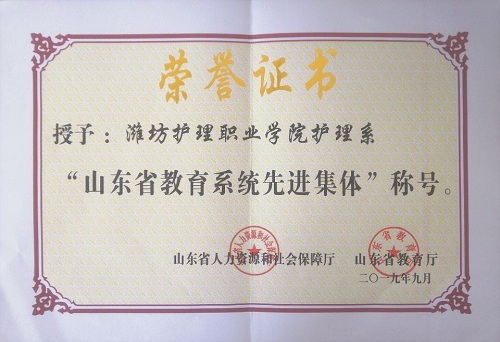 荣誉证书
授予：潍坊护理职业学院护理系
“山东省教育系统先进集体”称号。
山东省人力资源和社会保障厅 山东省教育厅
二〇一九年九月